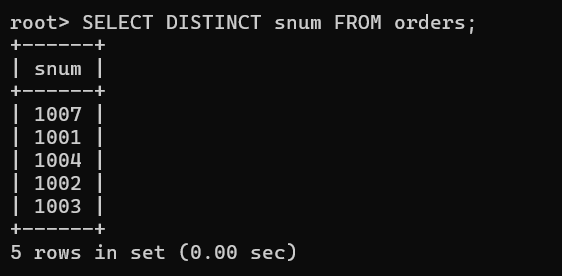 root> SELECT DISTINCT snum FROM orders;
+------+
| snum |
+------+
| 1007 |
| 1001 |
| 1004 |
| 1002 |
| 1003 |
+------+
5 rows in set (0.00 sec)